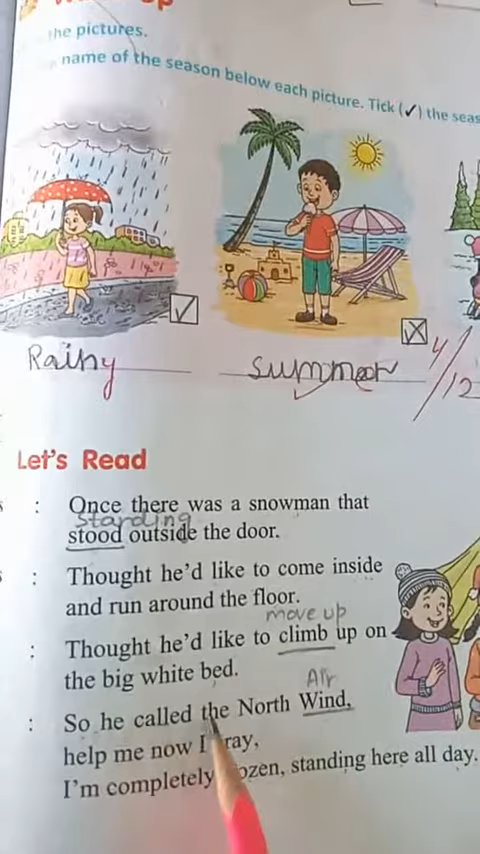 the pictures.
name of the season below each picture. Tick (✓) the seas
Rainy
summer
4/12
Let's Read
: Once there was a snowman that
standing
stood outside the door.
: Thought he'd like to come inside
and run around the floor.
move up
: Thought he'd like to climb up on
the big white bed.
Air
: So he called the North Wind,
help me now I ray,
I'm completely ozen, standing here all day.